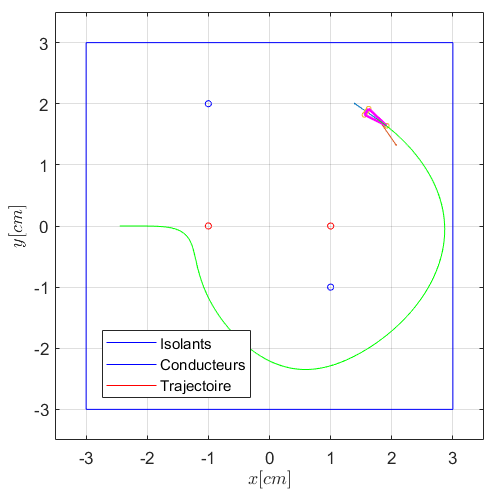 3
2
1
0
-1
-2
-3
y[cm]
Isolants
Conducteurs
Trajectoire
-3 -2 -1 0 1 2 3
x[cm]